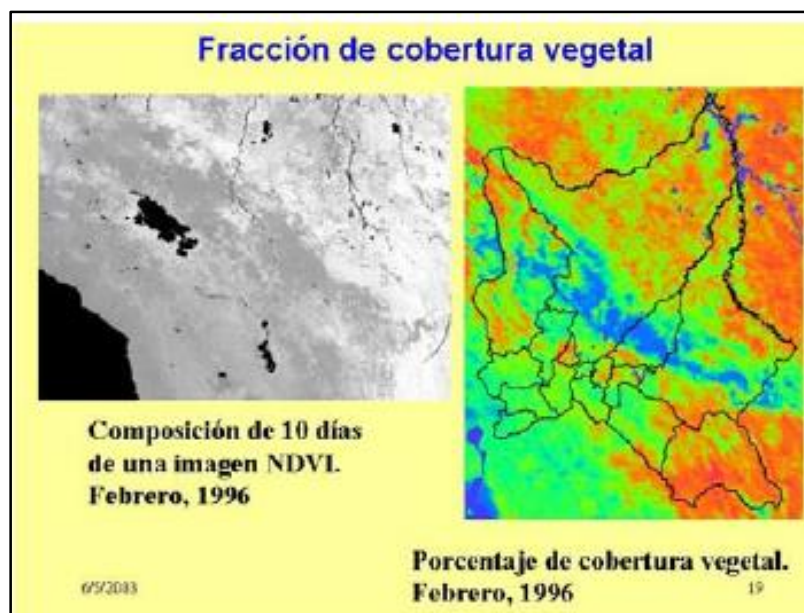 Fracción de cobertura vegetal
Composición de 10 días
de una imagen NDVI.
Febrero, 1996
Porcentaje de cobertura vegetal.
Febrero, 1996
19